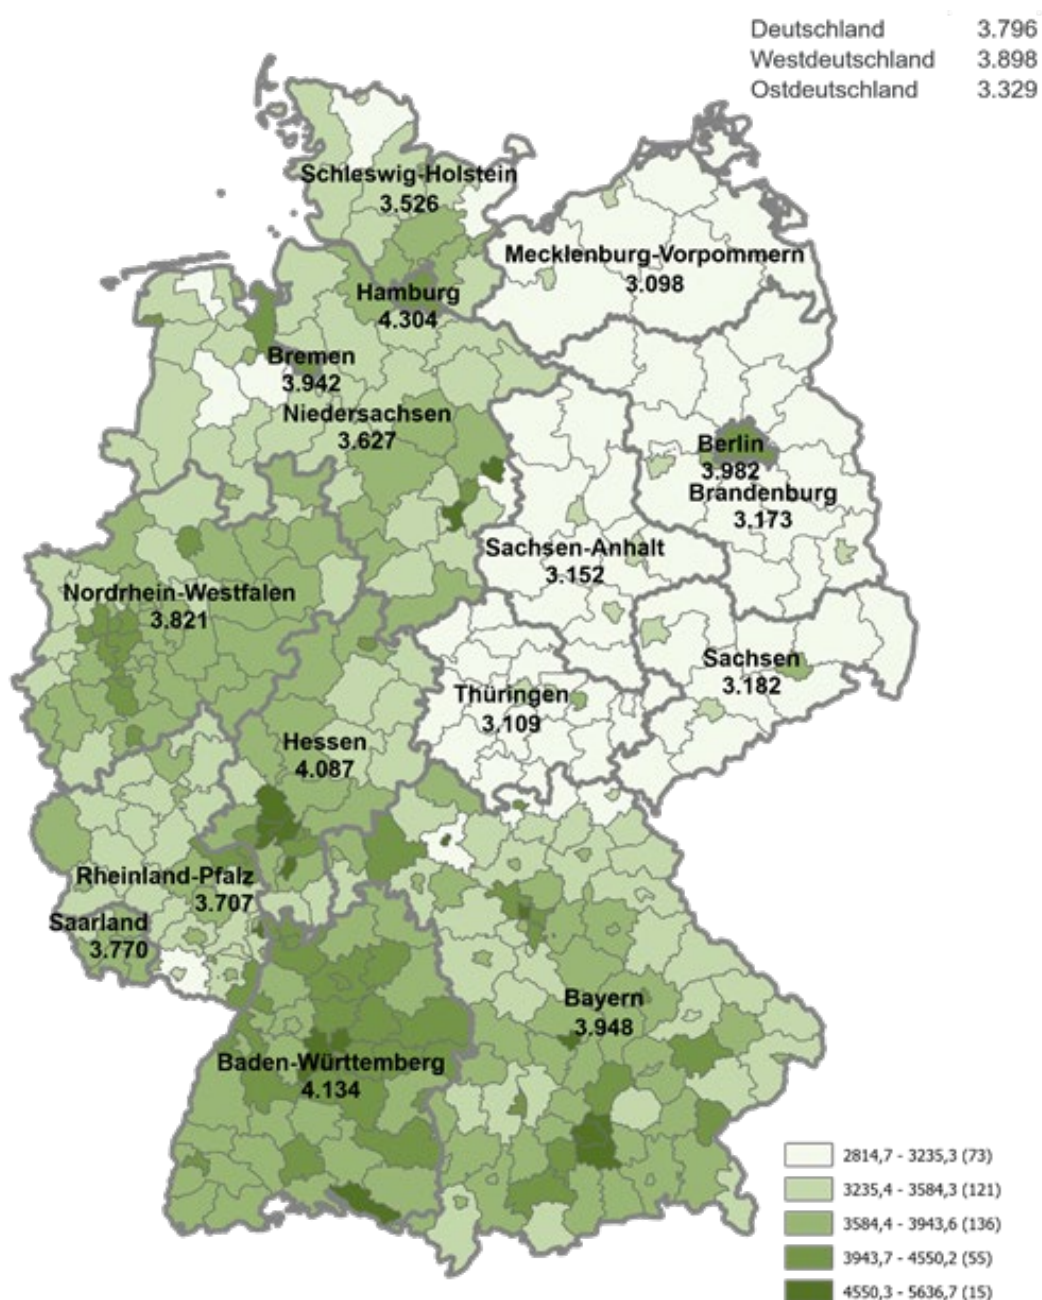 Deutschland 3.796
Westdeutschland 3.898
Ostdeutschland 3.329
Schleswig-Holstein
3.526
Mecklenburg-Vorpommern
3.098
Hamburg
4.304
Bremen
3.942
Niedersachsen
3.627
Berlin
3.982
Brandenburg
3.173
Sachsen-Anhalt
3.152
Nordrhein-Westfalen
3.821
Sachsen
3.182
Thüringen
3.109
Hessen
4.087
Rheinland-Pfalz
3.707
Saarland
3.770
Bayern
3.948
Baden-Württemberg
4.134
2814,7 - 3235,3 (73)
3235,4 - 3584,3 (121)
3584,4 - 3943,6 (136)
3943,7 - 4550,2 (55)
4550,3 - 5636,7 (15)